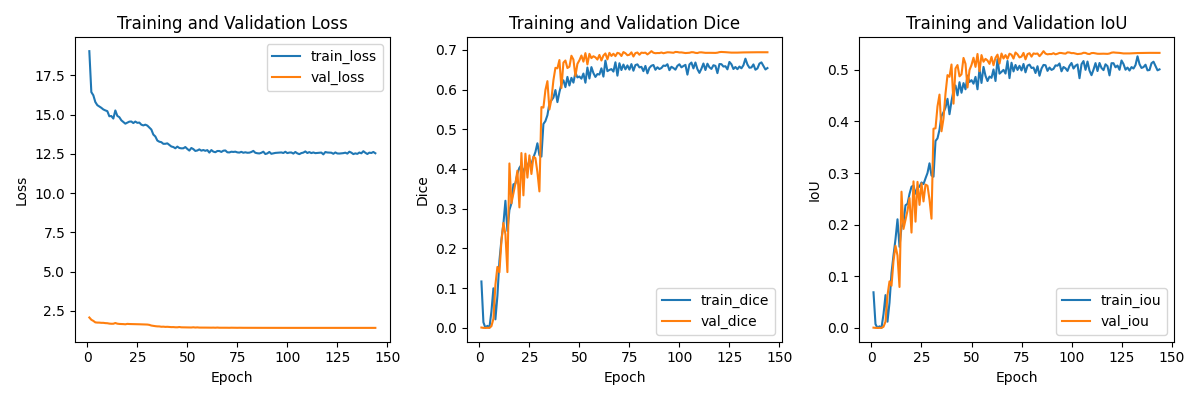 Training and Validation Loss
train_loss
val_loss
17.5
15.0
12.5
10.0
7.5
5.0
2.5
Loss
0 25 50 75 100 125 150
Epoch
Training and Validation Dice
0.7
0.6
0.5
0.4
0.3
0.2
0.1
0.0
Dice
train_dice
val_dice
0 25 50 75 100 125 150
Epoch
Training and Validation IoU
0.5
0.4
0.3
0.2
0.1
0.0
IoU
train_iou
val_iou
0 25 50 75 100 125 150
Epoch